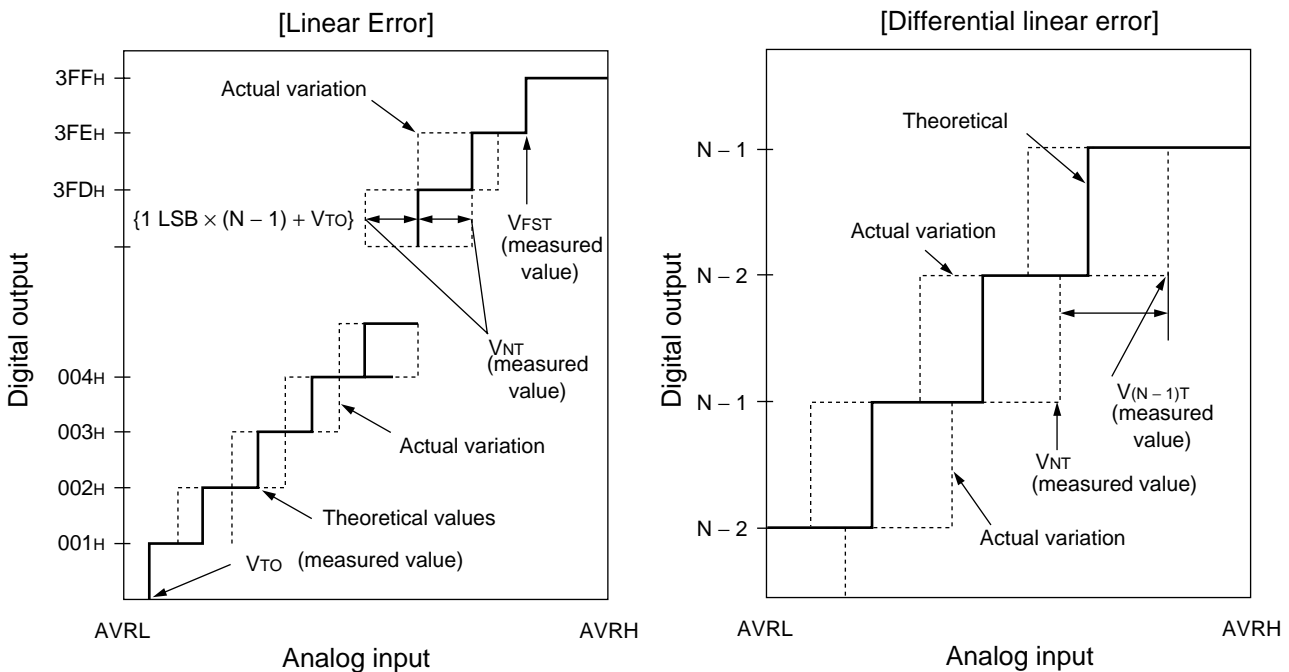 [Linear Error]
3FFH
3FEH
3FDH
Actual variation
{1 LSB × (N – 1) + VTO}
VFST
(measured
value)
VNT
(measured
value)
004H
003H
002H
001H
Actual variation
Theoretical values
VTO (measured value)
Digital output
AVRL
AVRH
Analog input
[Differential linear error]
Theoretical
N – 1
Actual variation
N – 2
N – 1
V(N – 1)T
(measured
value)
VNT
(measured value)
N – 2
Actual variation
Digital output
AVRL
AVRH
Analog input